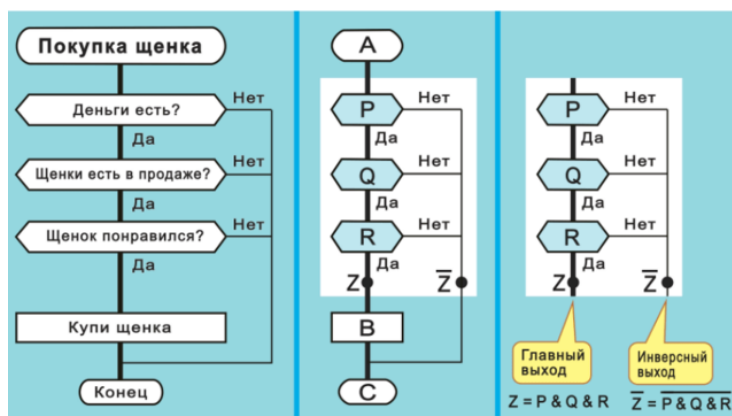 Покупка щенка
Деньги есть?
Нет
Да
Щенки есть в продаже?
Нет
Да
Щенок понравился?
Нет
Да
Купи щенка
Конец
A
P
Нет
Да
Q
Нет
Да
R
Нет
Да
Z
Z̅
B
C
P
Нет
Да
Q
Нет
Да
R
Нет
Да
Z
Z̅
Главный
выход
Инверсный
выход
Z = P & Q & R
Z̅ = P̅ ̅&̅ ̅Q̅ ̅&̅ ̅R̅